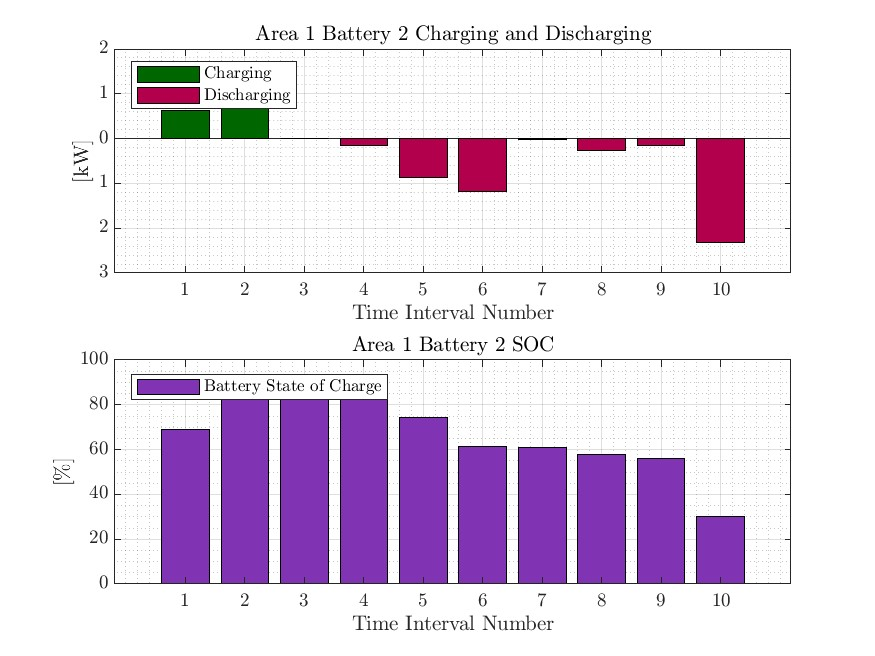 Area 1 Battery 2 Charging and Discharging
2
Charging
1
Discharging
0
[kW]
1
2
3
1 2 3 4 5 6 7 8 9 10
Time Interval Number
Area 1 Battery 2 SOC
100
Battery State of Charge
80
60
[%]
40
20
0
1 2 3 4 5 6 7 8 9 10
Time Interval Number